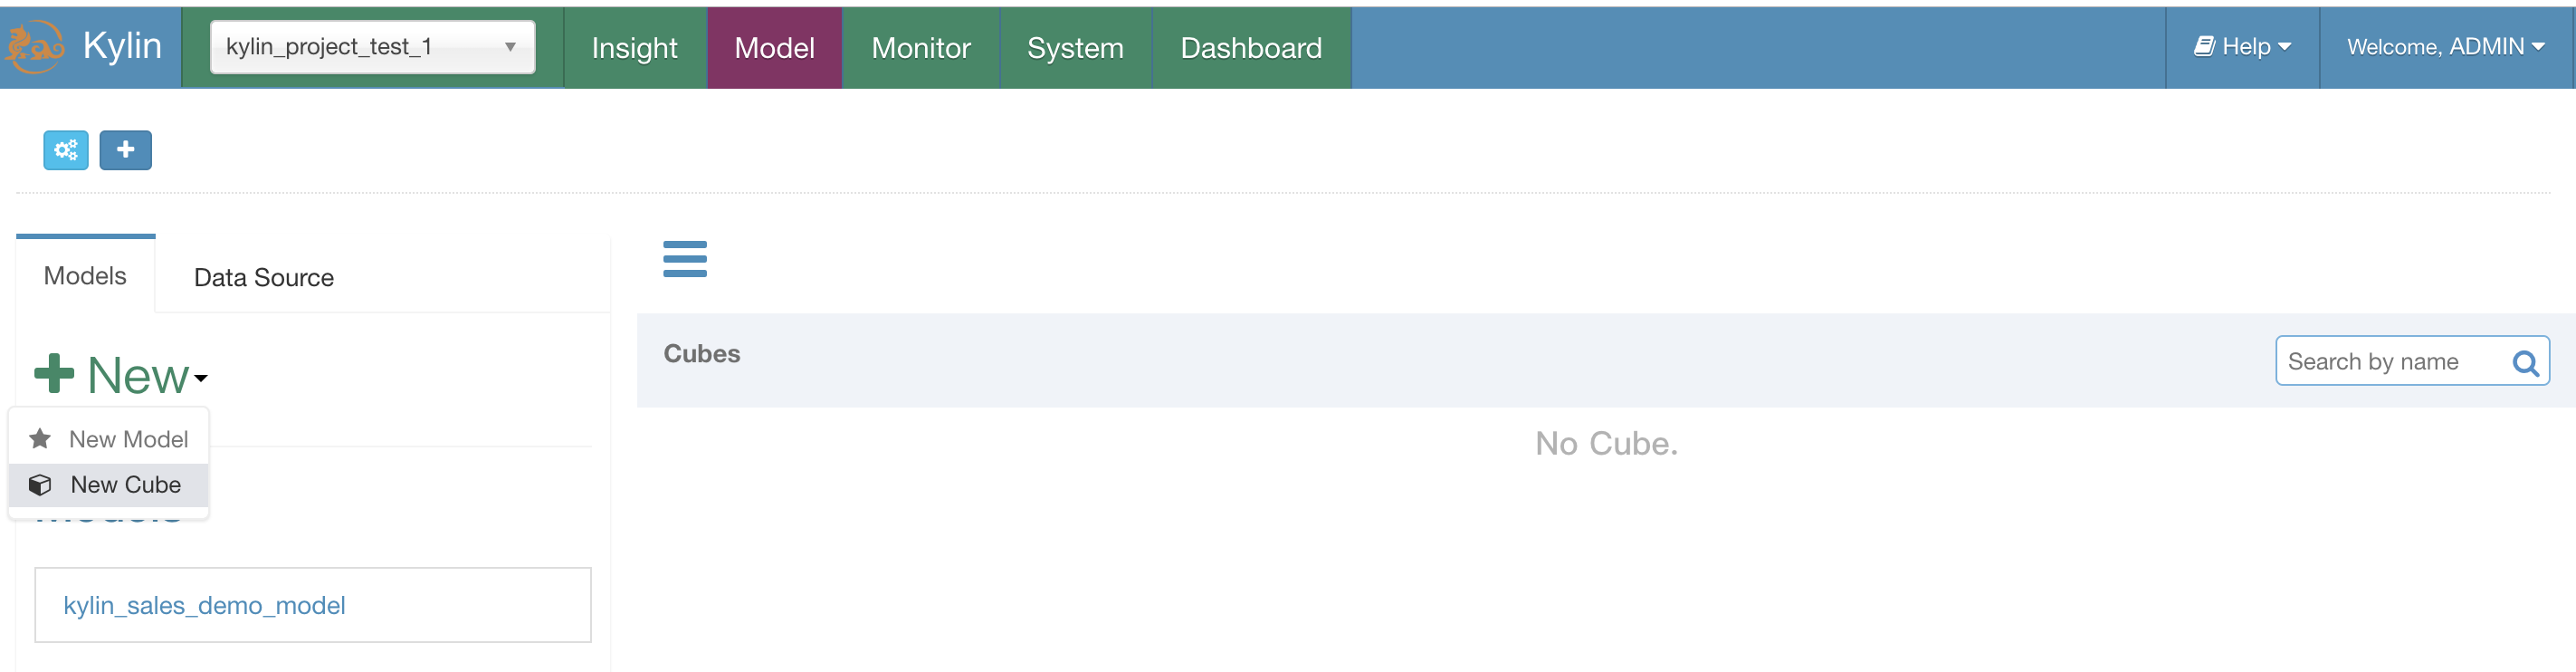 Kylin
kylin_project_test_1
Insight
Model
Monitor
System
Dashboard
Help
Welcome, ADMIN
Models
Data Source
New
New Model
New Cube
kylin_sales_demo_model
Cubes
Search by name
No Cube.